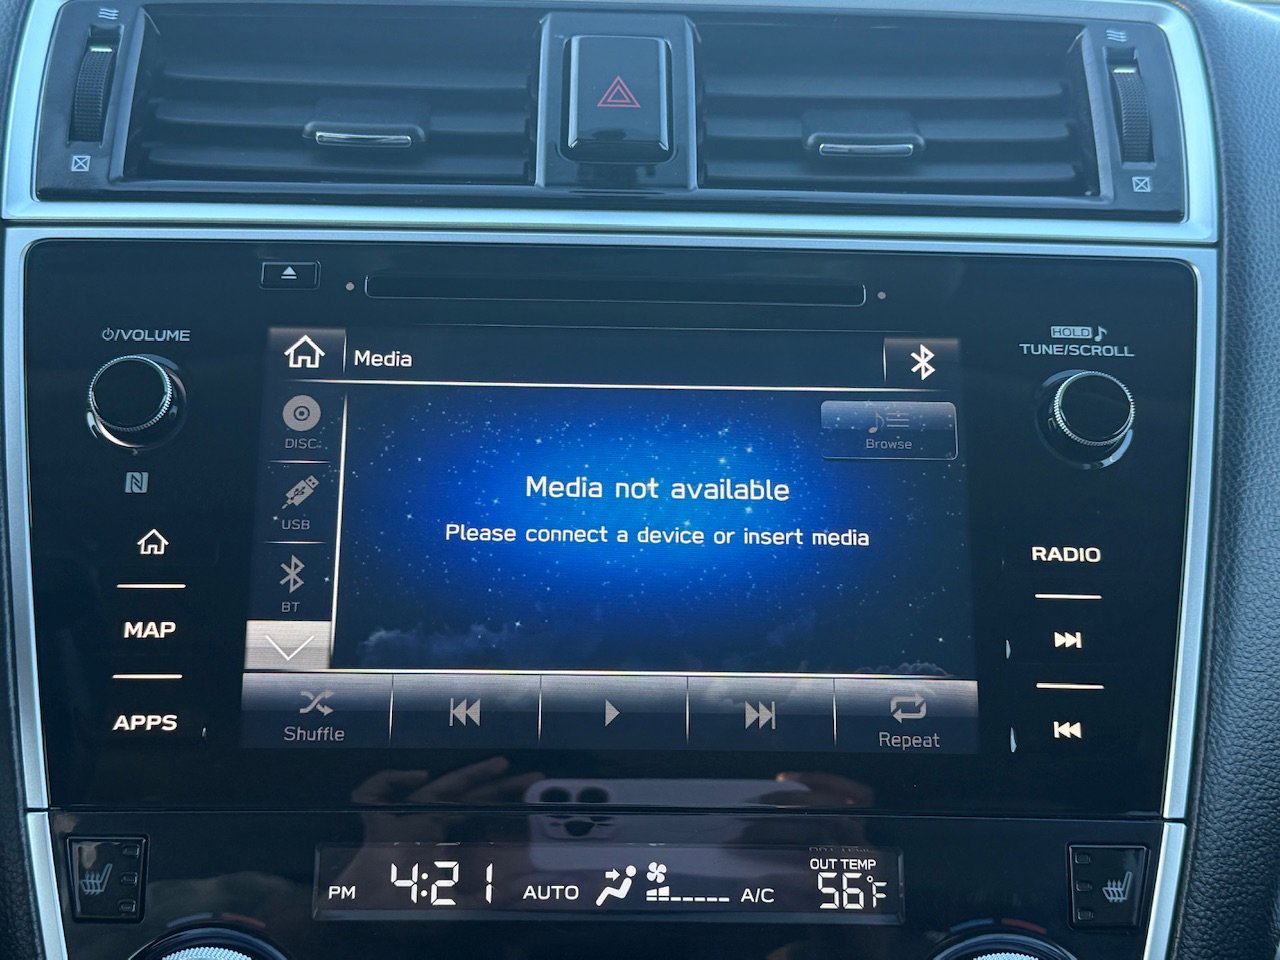 ⏻/VOLUME
HOLD
TUNE/SCROLL
Media
DISC
Browse
Media not available
USB
Please connect a device or insert media
BT
RADIO
MAP
APPS
Shuffle
Repeat
PM 4:21 AUTO A/C
OUT TEMP
56°F